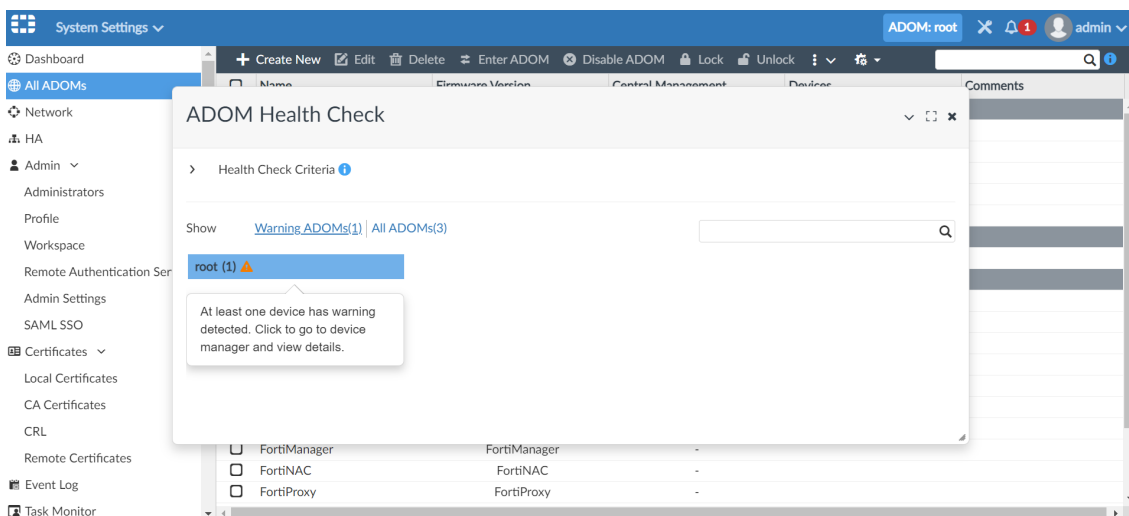 System Settings
ADOM: root
1
admin
Dashboard
Create New Edit Delete Enter ADOM Disable ADOM Lock Unlock
All ADOMs
Name Firmware Version Central Management Devices Comments
Network
HA
Admin
Administrators
Profile
Workspace
Remote Authentication Ser
Admin Settings
SAML SSO
Certificates
Local Certificates
CA Certificates
CRL
Remote Certificates
Event Log
Task Monitor
ADOM Health Check
Health Check Criteria
Show Warning ADOMs(1) All ADOMs(3)
root (1)
At least one device has warning
detected. Click to go to device
manager and view details.
FortiManager FortiManager -
FortiNAC FortiNAC -
FortiProxy FortiProxy -